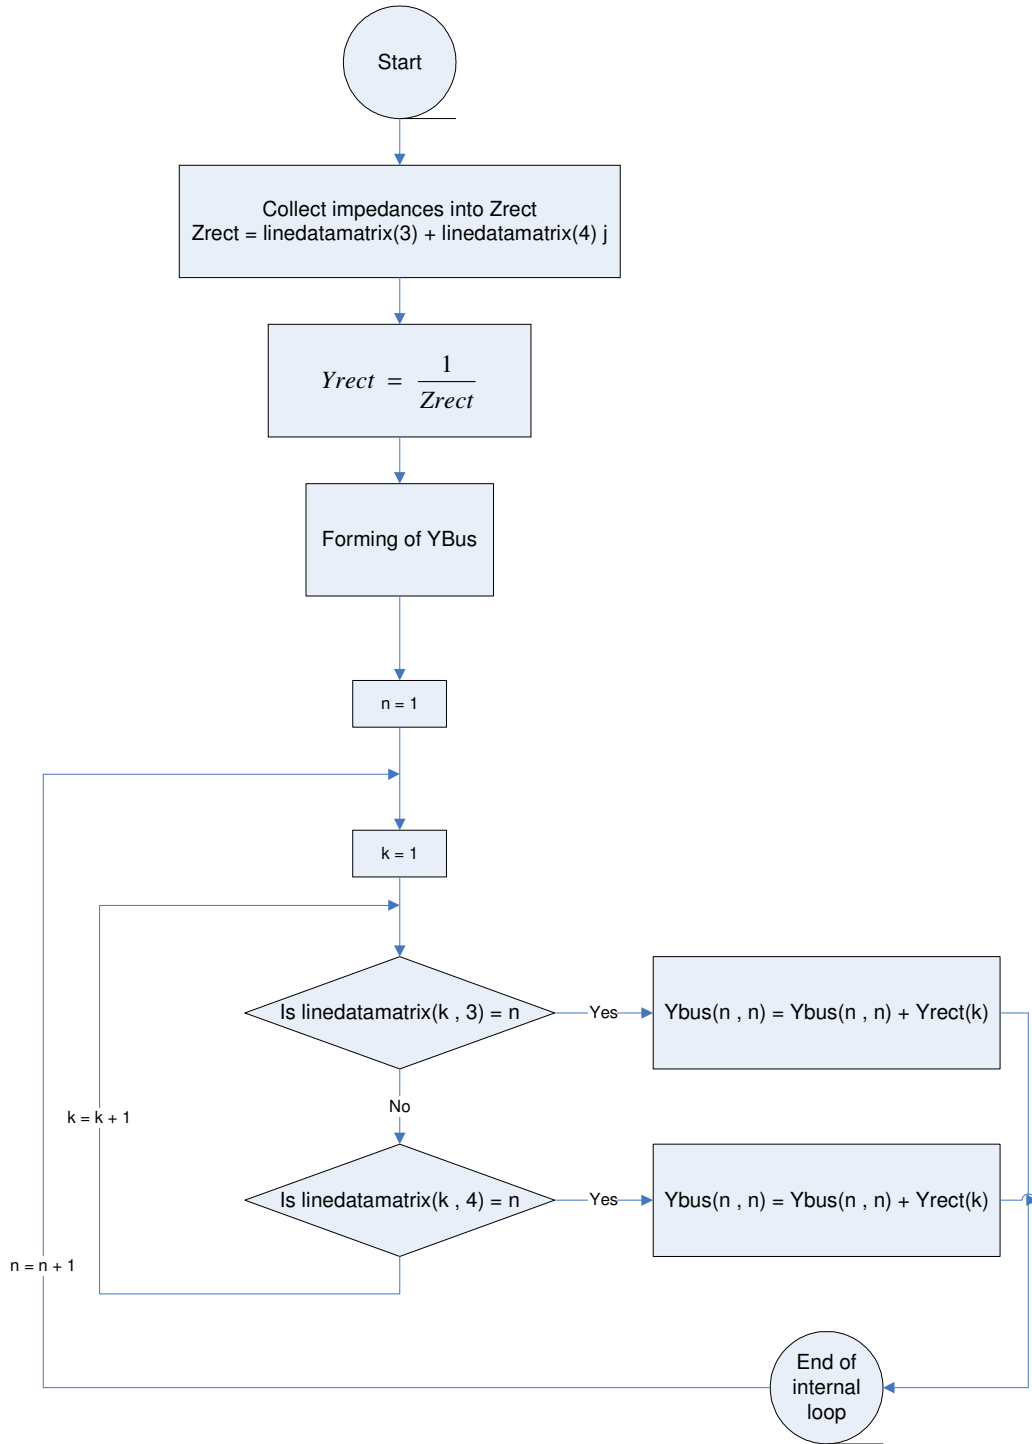 Start
Collect impedances into Zrect
Zrect = linedatamatrix(3) + linedatamatrix(4) j
Yrect = 1 / Zrect
Forming of YBus
n = 1
k = 1
Is linedatamatrix(k , 3) = n
Yes
Ybus(n , n) = Ybus(n , n) + Yrect(k)
No
k = k + 1
Is linedatamatrix(k , 4) = n
Yes
Ybus(n , n) = Ybus(n , n) + Yrect(k)
n = n + 1
End of
internal
loop